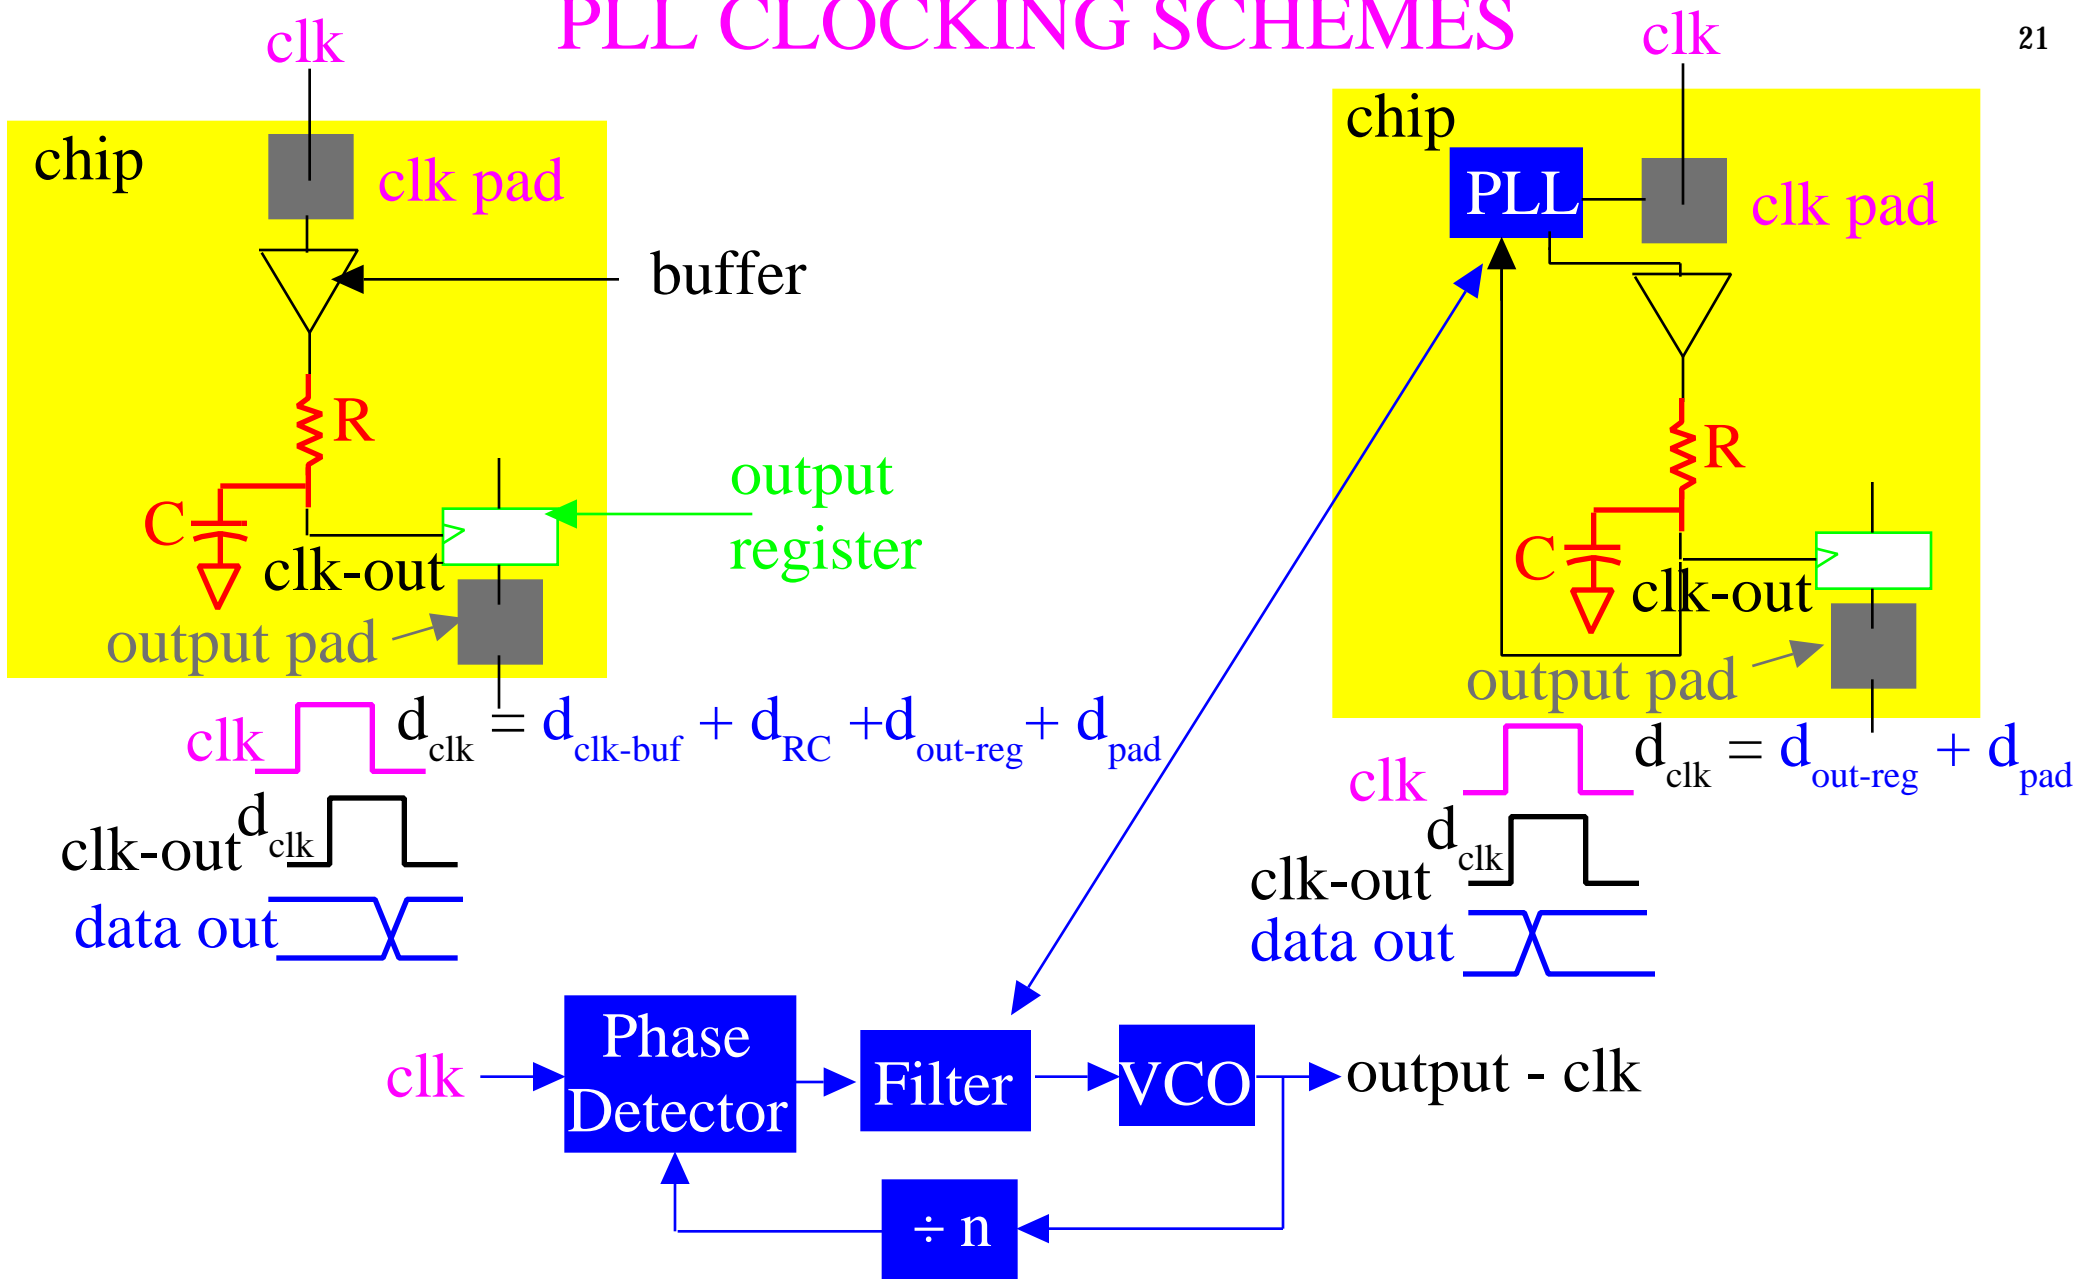 PLL CLOCKING SCHEMES
21
clk
chip
clk pad
buffer
R
C
clk-out
output
register
output pad
d_clk = d_clk-buf + d_RC +d_out-reg + d_pad
clk
clk-out d_clk
data out
clk
chip
PLL
clk pad
R
C
clk-out
output pad
d_clk = d_out-reg + d_pad
clk
clk-out d_clk
data out
clk
Phase
Detector
Filter
VCO
output - clk
÷ n